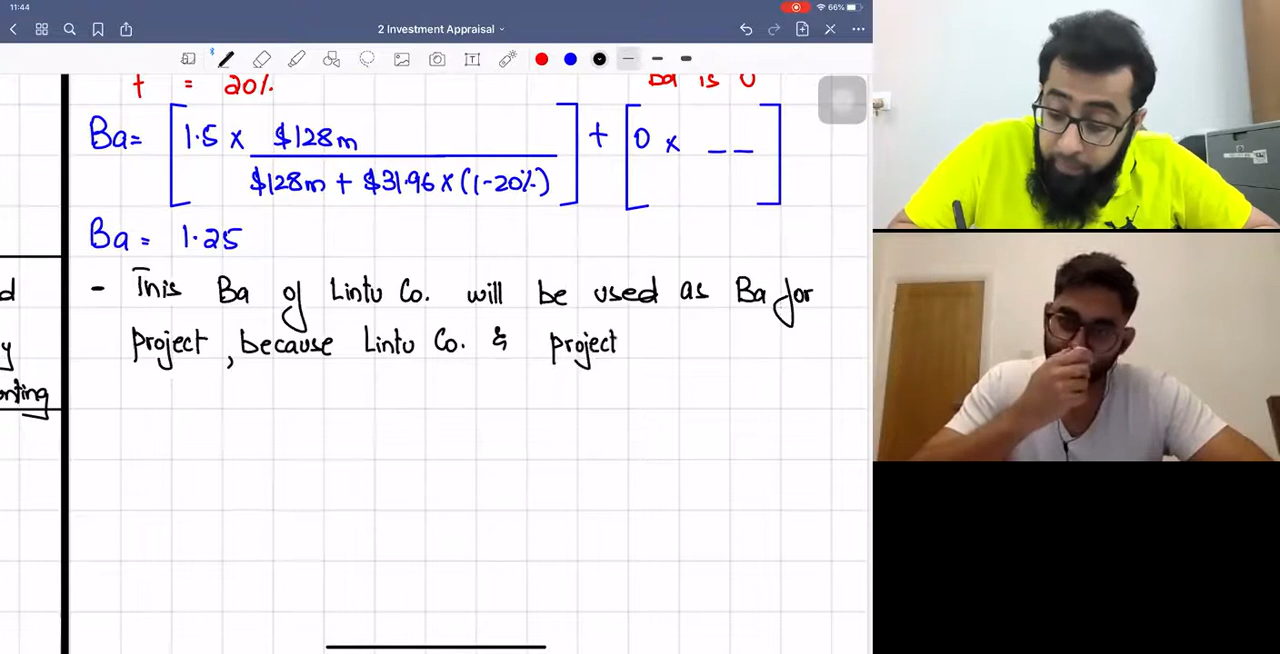 11:44
66%
2 Investment Appraisal
t = 20%
Ba is 0
Ba= [1.5 x $128m / $128m + $31.96 x (1-20%)] + [0 x _ _]
Ba = 1.25
- This Ba of Lintu Co. will be used as Ba for
project, because Lintu Co. & project
d
y
onting